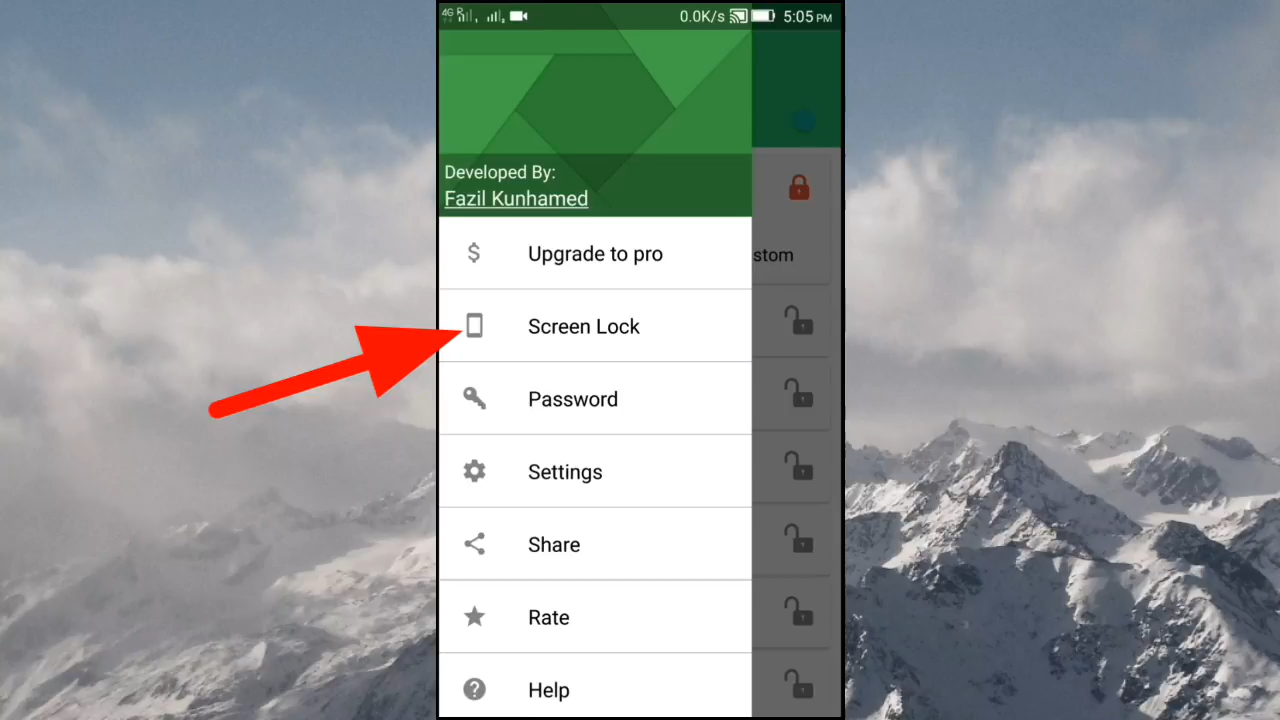 4G R 0.0K/s 5:05 PM
Developed By:
Fazil Kunhamed
Upgrade to pro
stom
Screen Lock
Password
Settings
Share
Rate
Help